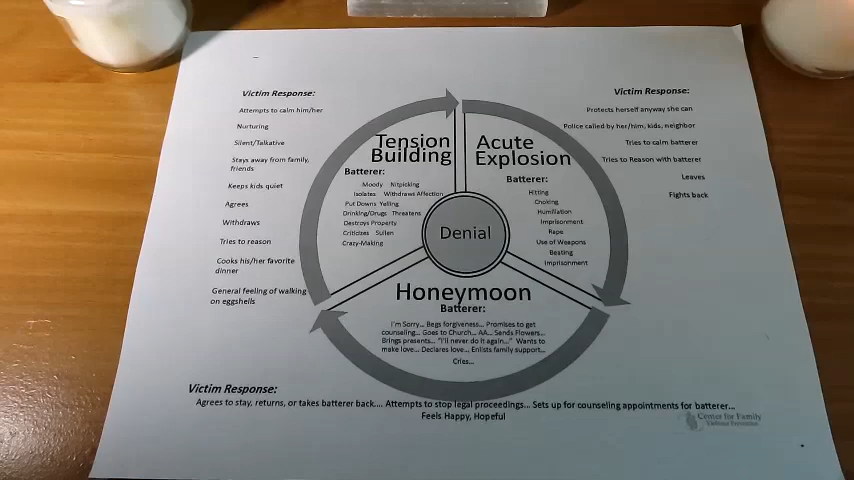 Victim Response:
Attempts to calm him/her
Nurturing
Silent/Talkative
Stays away from family,
friends
Keeps kids quiet
Agrees
Withdraws
Tries to reason
Cooks his/her favorite
dinner
General feeling of walking
on eggshells
Tension
Building
Batterer:
Moody Nitpicking
Isolates Withdraws Affection
Put Downs Yelling
Drinking/Drugs Threatens
Destroys Property
Criticizes Sullen
Crazy-Making
Acute
Explosion
Batterer:
Hitting
Choking
Humiliation
Imprisonment
Rape
Use of Weapons
Beating
Imprisonment
Victim Response:
Protects herself anyway she can
Police called by her/him, kids, neighbor
Tries to calm batterer
Tries to Reason with batterer
Leaves
Fights back
Denial
Honeymoon
Batterer:
I'm Sorry... Begs forgiveness... Promises to get
counseling... Goes to Church... AA... Sends Flowers...
Brings presents... "I'll never do it again..." Wants to
make love... Declares love... Enlists family support...
Cries...
Victim Response:
Agrees to stay, returns, or takes batterer back.... Attempts to stop legal proceedings... Sets up for counseling appointments for batterer...
Feels Happy, Hopeful
Center for Family
Violence Prevention